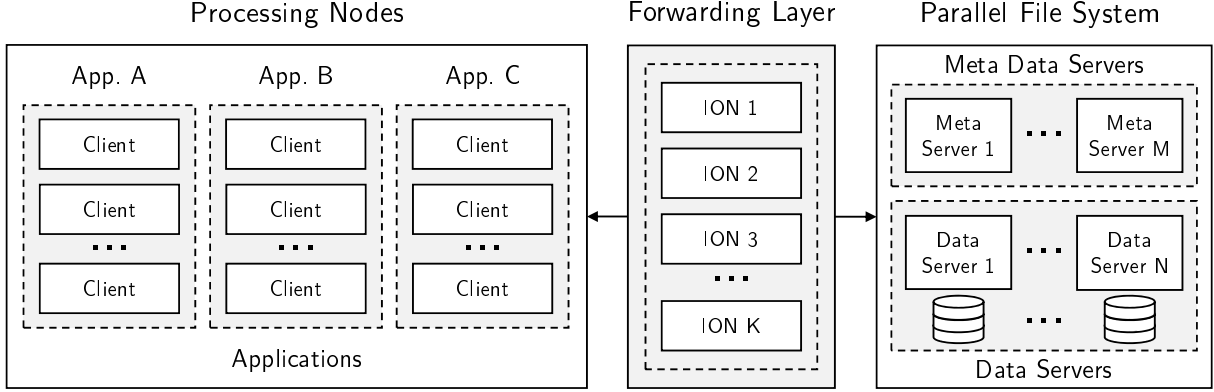 Processing Nodes
App. A
App. B
App. C
Client
Client
Client
Client
Client
Client
...
...
...
Client
Client
Client
Applications
Forwarding Layer
ION 1
ION 2
ION 3
...
ION K
Parallel File System
Meta Data Servers
Meta
Server 1
...
Meta
Server M
Data
Server 1
...
Data
Server N
...
Data Servers